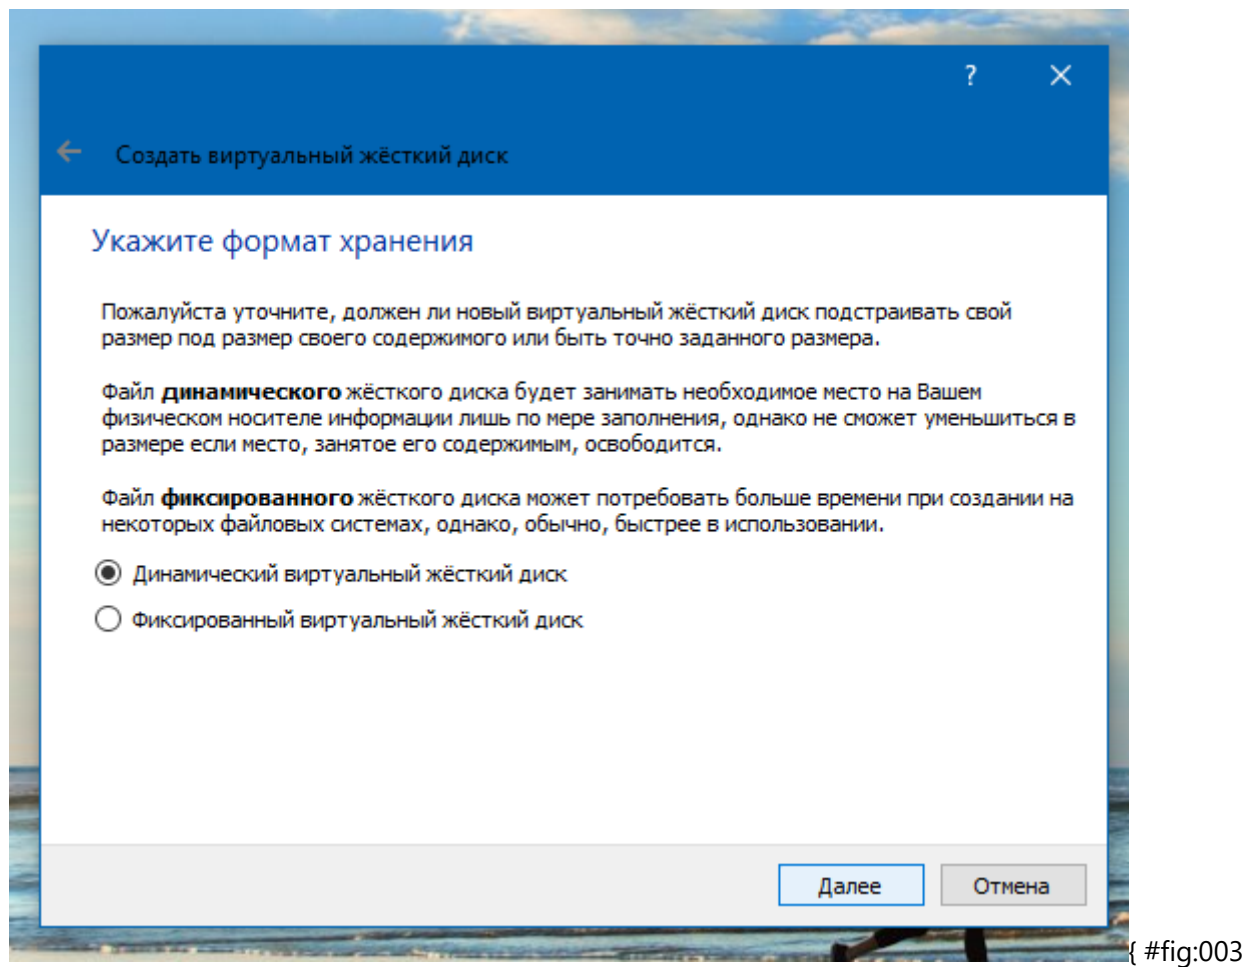 ?
Создать виртуальный жёсткий диск
Укажите формат хранения
Пожалуйста уточните, должен ли новый виртуальный жёсткий диск подстраивать свой
размер под размер своего содержимого или быть точно заданного размера.
Файл динамического жёсткого диска будет занимать необходимое место на Вашем
физическом носителе информации лишь по мере заполнения, однако не сможет уменьшиться в
размере если место, занятое его содержимым, освободится.
Файл фиксированного жёсткого диска может потребовать больше времени при создании на
некоторых файловых системах, однако, обычно, быстрее в использовании.
Динамический виртуальный жёсткий диск
Фиксированный виртуальный жёсткий диск
Далее Отмена
{ #fig:003